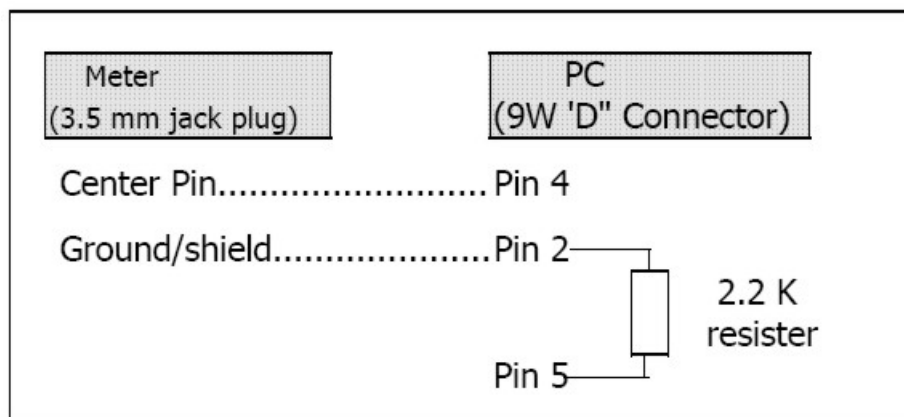 Meter
(3.5 mm jack plug)
PC
(9W 'D" Connector)
Center Pin.......................... Pin 4
Ground/shield..................... Pin 2
2.2 K
resister
Pin 5